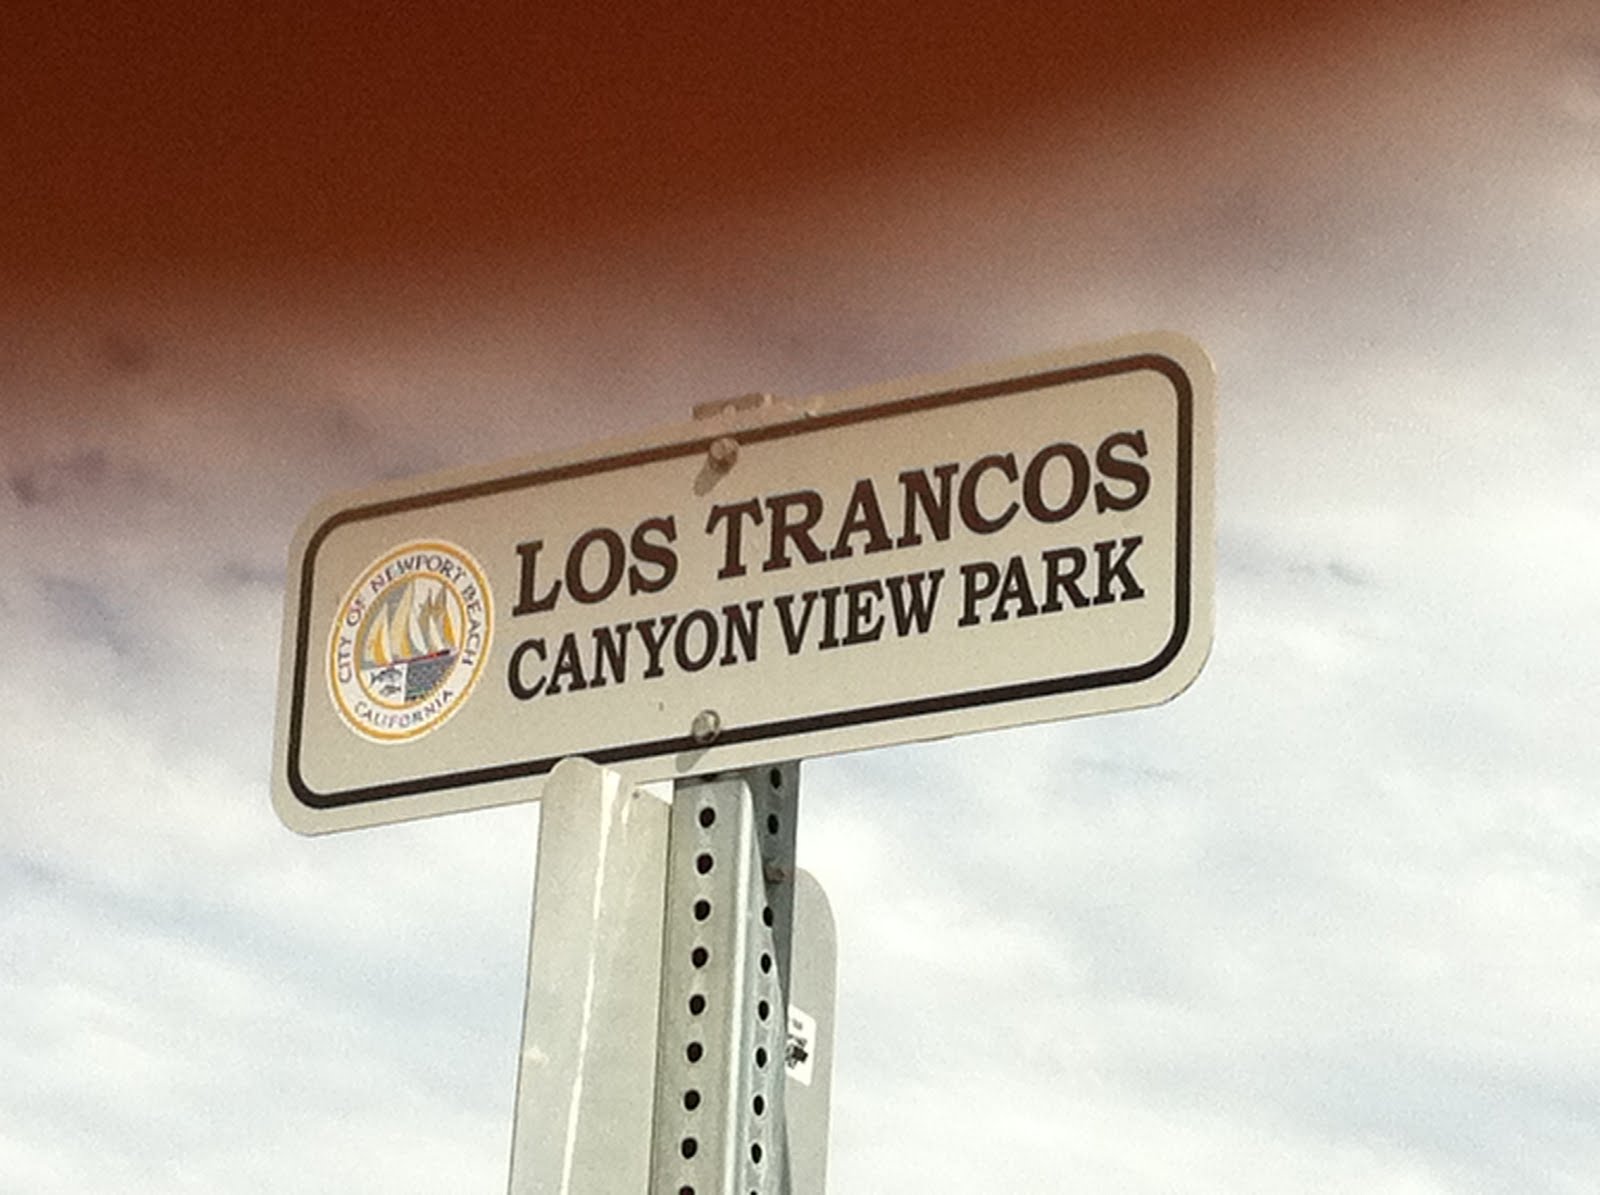 LOS TRANCOS
CANYON VIEW PARK
CITY OF NEWPORT BEACH
CALIFORNIA